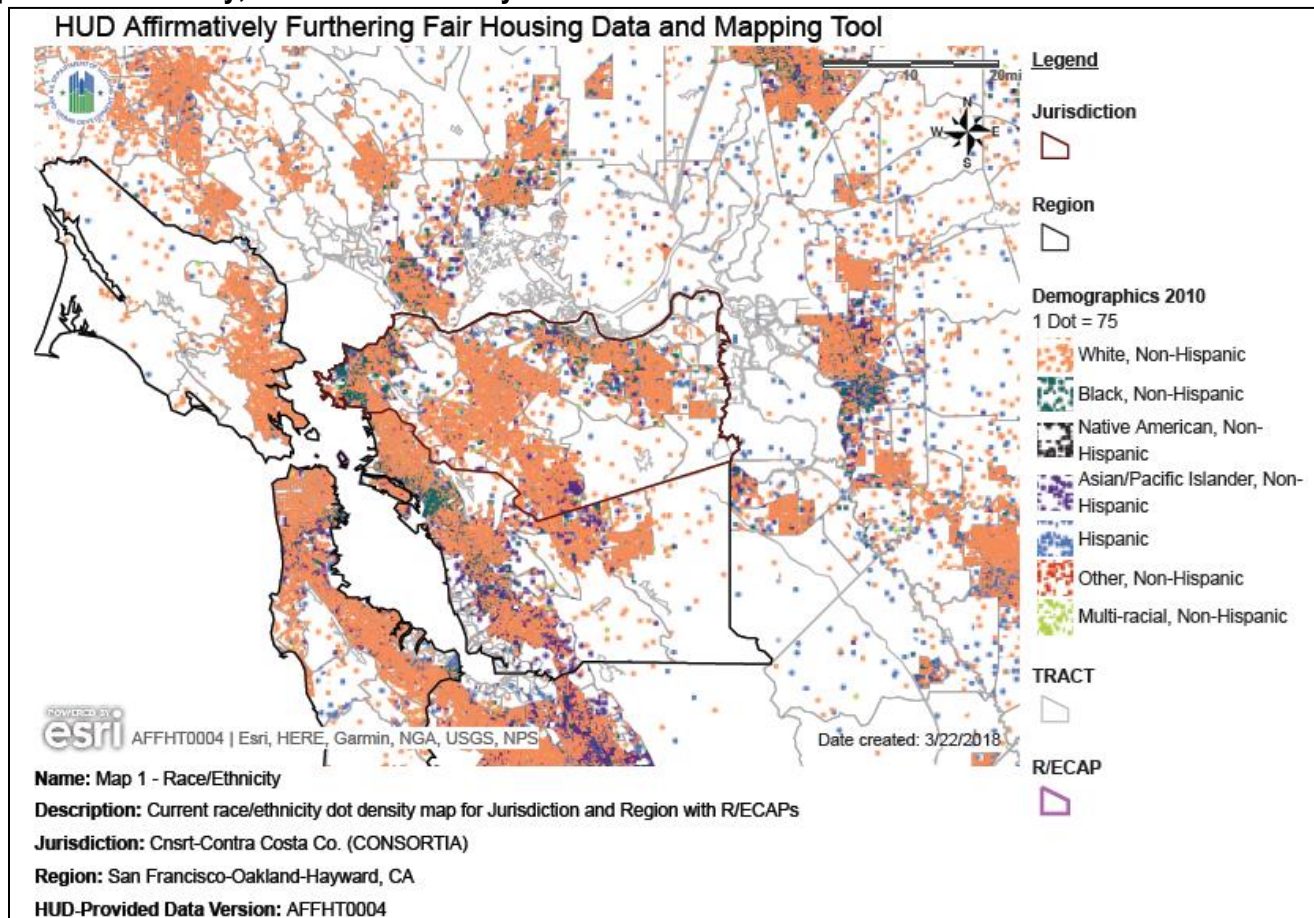 HUD Affirmatively Furthering Fair Housing Data and Mapping Tool
0 10 20mi
N
W E
S
Legend
Jurisdiction
Region
Demographics 2010
1 Dot = 75
White, Non-Hispanic
Black, Non-Hispanic
Native American, Non-
Hispanic
Asian/Pacific Islander, Non-
Hispanic
Hispanic
Other, Non-Hispanic
Multi-racial, Non-Hispanic
TRACT
R/ECAP
POWERED BY
esri
AFFHT0004 | Esri, HERE, Garmin, NGA, USGS, NPS
Date created: 3/22/2018
Name: Map 1 - Race/Ethnicity
Description: Current race/ethnicity dot density map for Jurisdiction and Region with R/ECAPs
Jurisdiction: Cnsrt-Contra Costa Co. (CONSORTIA)
Region: San Francisco-Oakland-Hayward, CA
HUD-Provided Data Version: AFFHT0004